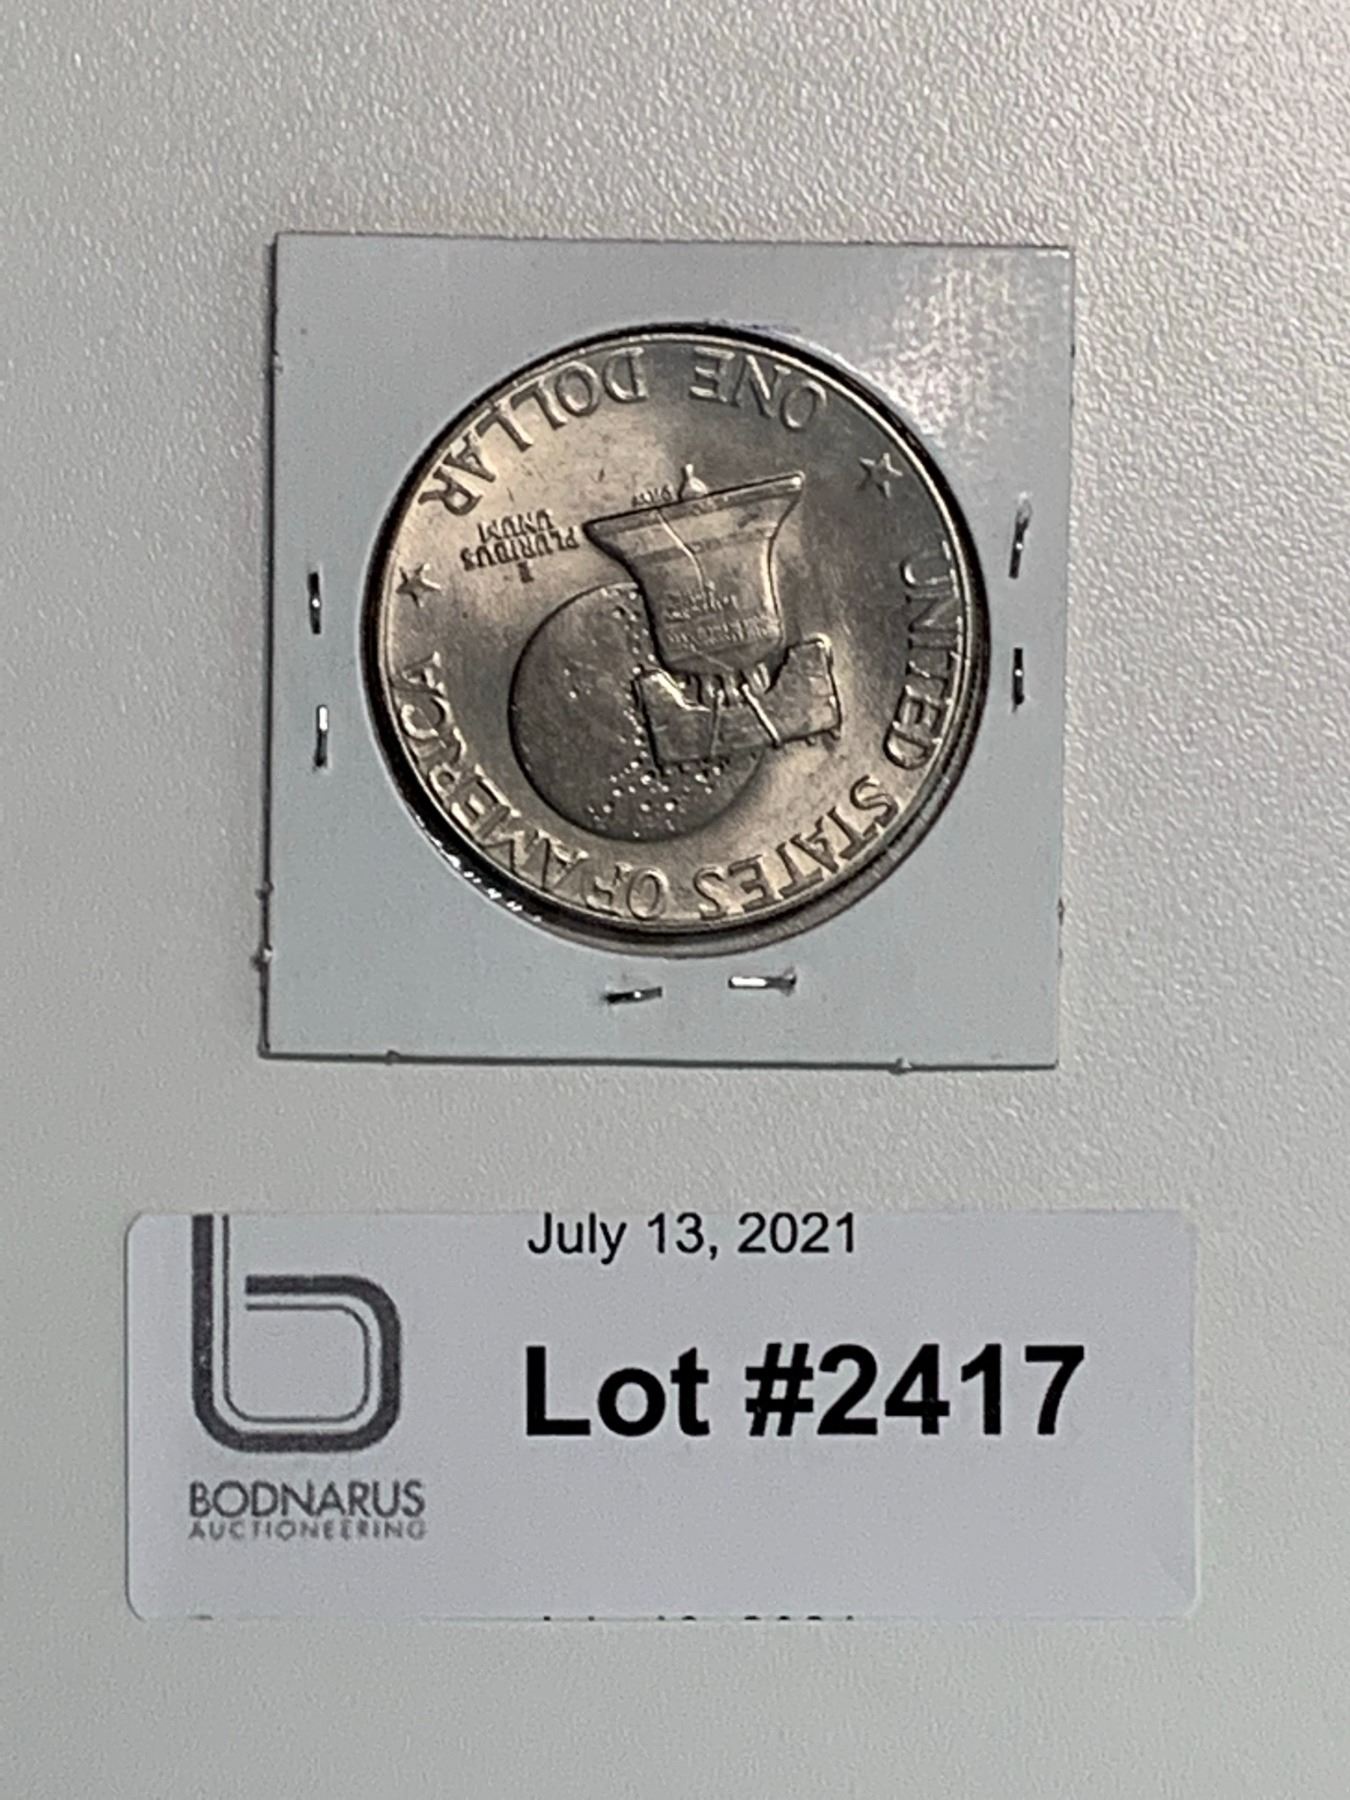 ONE DOLLAR
E
PLURIBUS
UNUM
UNITED STATES OF AMERICA
July 13, 2021
Lot #2417
BODNARUS
AUCTIONEERING